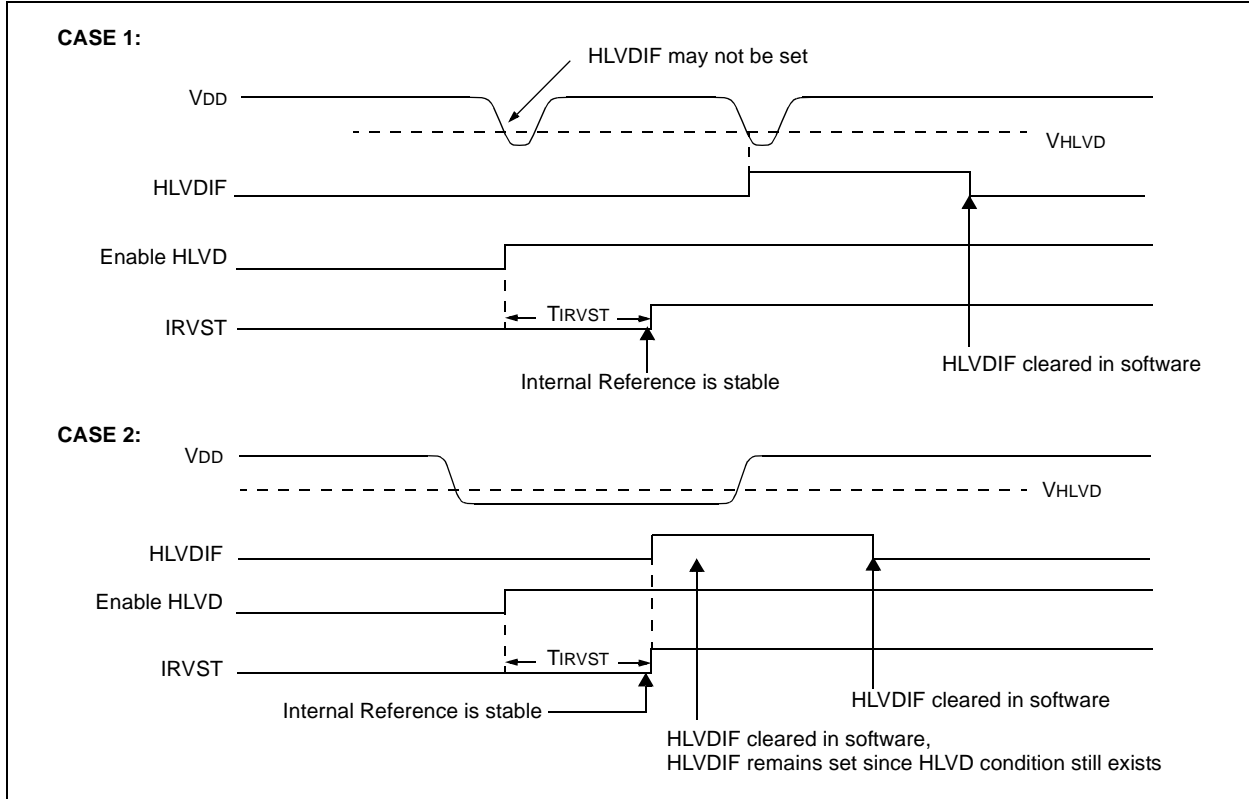 CASE 1:
HLVDIF may not be set
VDD
VHLVD
HLVDIF
Enable HLVD
TIRVST
IRVST
HLVDIF cleared in software
Internal Reference is stable
CASE 2:
VDD
VHLVD
HLVDIF
Enable HLVD
TIRVST
IRVST
HLVDIF cleared in software
Internal Reference is stable
HLVDIF cleared in software,
HLVDIF remains set since HLVD condition still exists